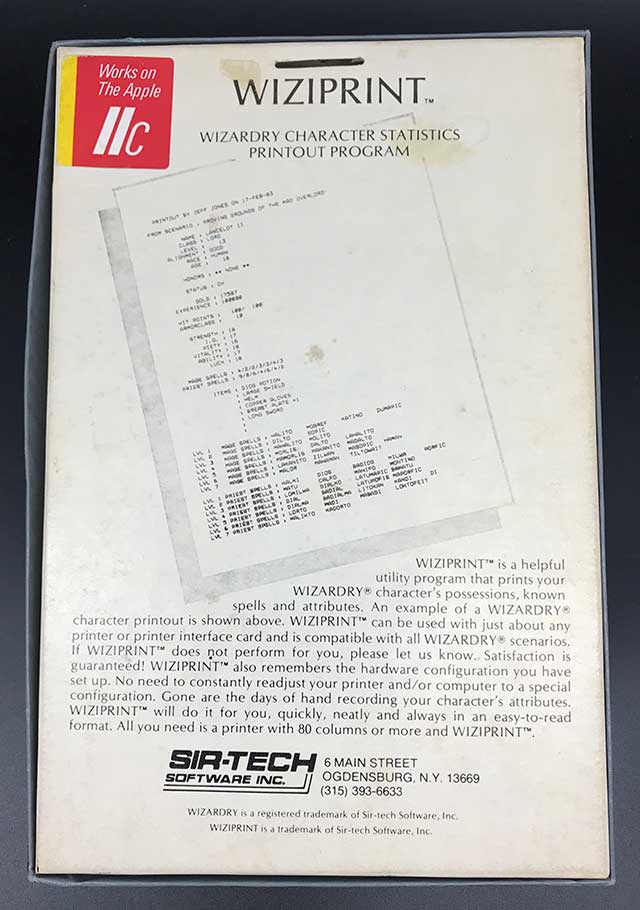 Works on
The Apple
IIc
WIZIPRINT™
WIZARDRY CHARACTER STATISTICS
PRINTOUT PROGRAM
PRINTOUT BY JEFF JONES ON 17-FEB-83
FROM SCENARIO : PROVING GROUNDS OF THE MAD OVERLORD!
NAME : LANCELOT II
CLASS : LORD
LEVEL : 13
ALIGNMENT : GOOD
RACE : HUMAN
AGE : 18
HONORS : ** NONE **
STATUS : OK
GOLD : 17587
EXPERIENCE : 100000
HIT POINTS : 100/ 100
ARMORCLASS : 10
STRENGTH : 18
I.Q. : 17
PIETY : 16
VITALITY : 18
AGILITY : 17
LUCK : 18
MAGE SPELLS : 4/2/2/3/4/3
PRIEST SPELLS : 9/8/6/4/6/4/2
ITEMS : DIOS POTION
: LARGE SHIELD
: HELM
: COPPER GLOVES
: BREAST PLATE +1
: LONG SWORD
LVL 1 MAGE SPELLS : HALITO MOGREF KATINO DUMAPIC
LVL 2 MAGE SPELLS : DILTO SOPIC
LVL 3 MAGE SPELLS : MAHALITO MOLITO
LVL 4 MAGE SPELLS : MORLIS DALTO LAHALITO
LVL 5 MAGE SPELLS : MAMORLIS MAKANITO MADALTO
LVL 6 MAGE SPELLS : LAKANITO ZILWAN MASOPIC HAMAN
LVL 7 MAGE SPELLS : MALOR MAHAMAN TILTOWAIT
LVL 1 PRIEST SPELLS : KALKI DIOS BADIOS MILWA PORFIC
LVL 2 PRIEST SPELLS : MATU CALFO MANIFO MONTINO
LVL 3 PRIEST SPELLS : LOMILWA DIALKO LATUMAPIC BAMATU
LVL 4 PRIEST SPELLS : DIAL BADIAL LATUMOFIS MAPORFIC
LVL 5 PRIEST SPELLS : DIALMA BADIALMA LITOKAN KANDI DI
LVL 6 PRIEST SPELLS : LORTO MADI MABADI LOKTOFEIT
LVL 7 PRIEST SPELLS : MALIKTO KADORTO
WIZIPRINT™ is a helpful
utility program that prints your
WIZARDRY® character's possessions, known
spells and attributes. An example of a WIZARDRY®
character printout is shown above. WIZIPRINT™ can be used with just about any
printer or printer interface card and is compatible with all WIZARDRY® scenarios.
If WIZIPRINT™ does not perform for you, please let us know. Satisfaction is
guaranteed! WIZIPRINT™ also remembers the hardware configuration you have
set up. No need to constantly readjust your printer and/or computer to a special
configuration. Gone are the days of hand recording your character's attributes.
WIZIPRINT™ will do it for you, quickly, neatly and always in an easy-to-read
format. All you need is a printer with 80 columns or more and WIZIPRINT™.
SIR-TECH
SOFTWARE INC.
6 MAIN STREET
OGDENSBURG, N.Y. 13669
(315) 393-6633
WIZARDRY is a registered trademark of Sir-tech Software, Inc.
WIZIPRINT is a trademark of Sir-tech Software, Inc.